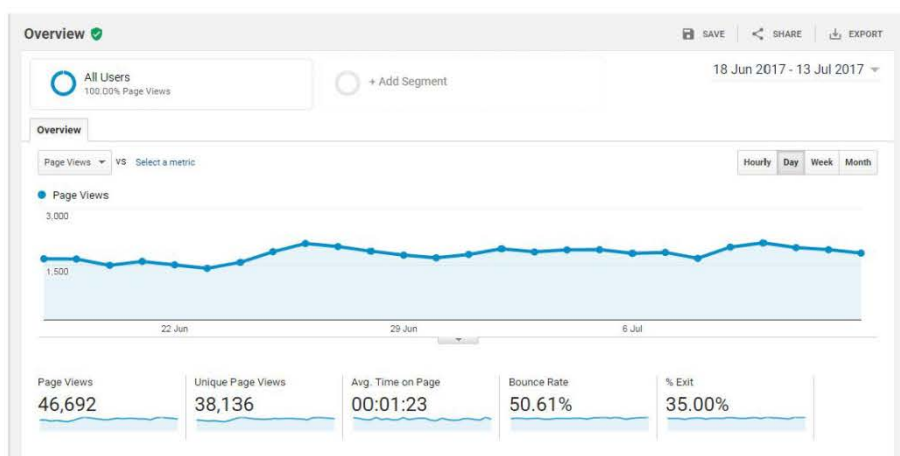 Overview
SAVE
SHARE
EXPORT
All Users
100.00% Page Views
+ Add Segment
18 Jun 2017 - 13 Jul 2017
Overview
Page Views VS Select a metric
Hourly Day Week Month
Page Views
3,000
1,500
22 Jun 29 Jun 6 Jul
Page Views
46,692
Unique Page Views
38,136
Avg. Time on Page
00:01:23
Bounce Rate
50.61%
% Exit
35.00%